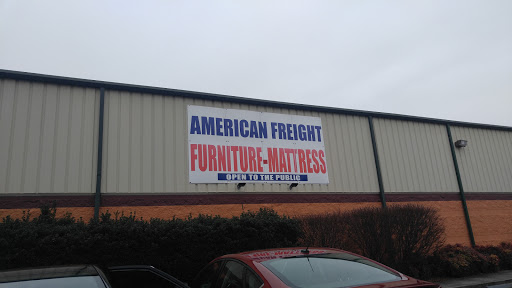 AMERICAN FREIGHT
FURNITURE-MATTRESS
OPEN TO THE PUBLIC